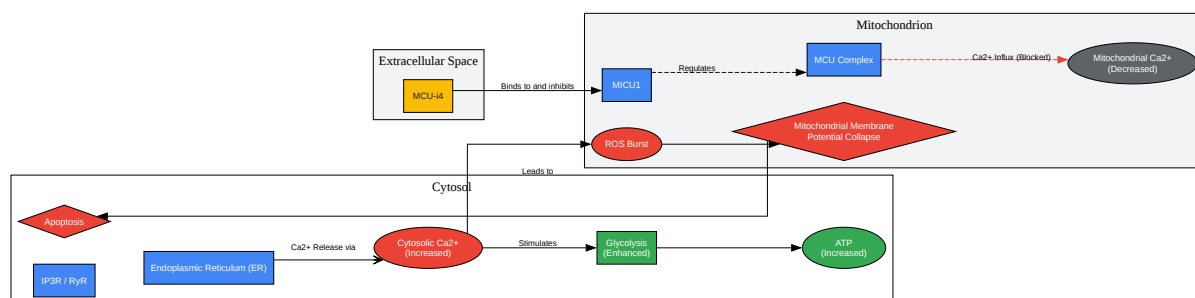 Mitochondrion
Extracellular Space
MCU-i4
Binds to and inhibits
MICU1
Regulates
MCU Complex
Ca2+ Influx (Blocked)
Mitochondrial Ca2+
(Decreased)
ROS Burst
Mitochondrial Membrane
Potential Collapse
Leads to
Cytosol
Apoptosis
Endoplasmic Reticulum (ER)
Ca2+ Release via
Cytosolic Ca2+
(Increased)
Stimulates
Glycolysis
(Enhanced)
ATP
(Increased)
IP3R / RyR